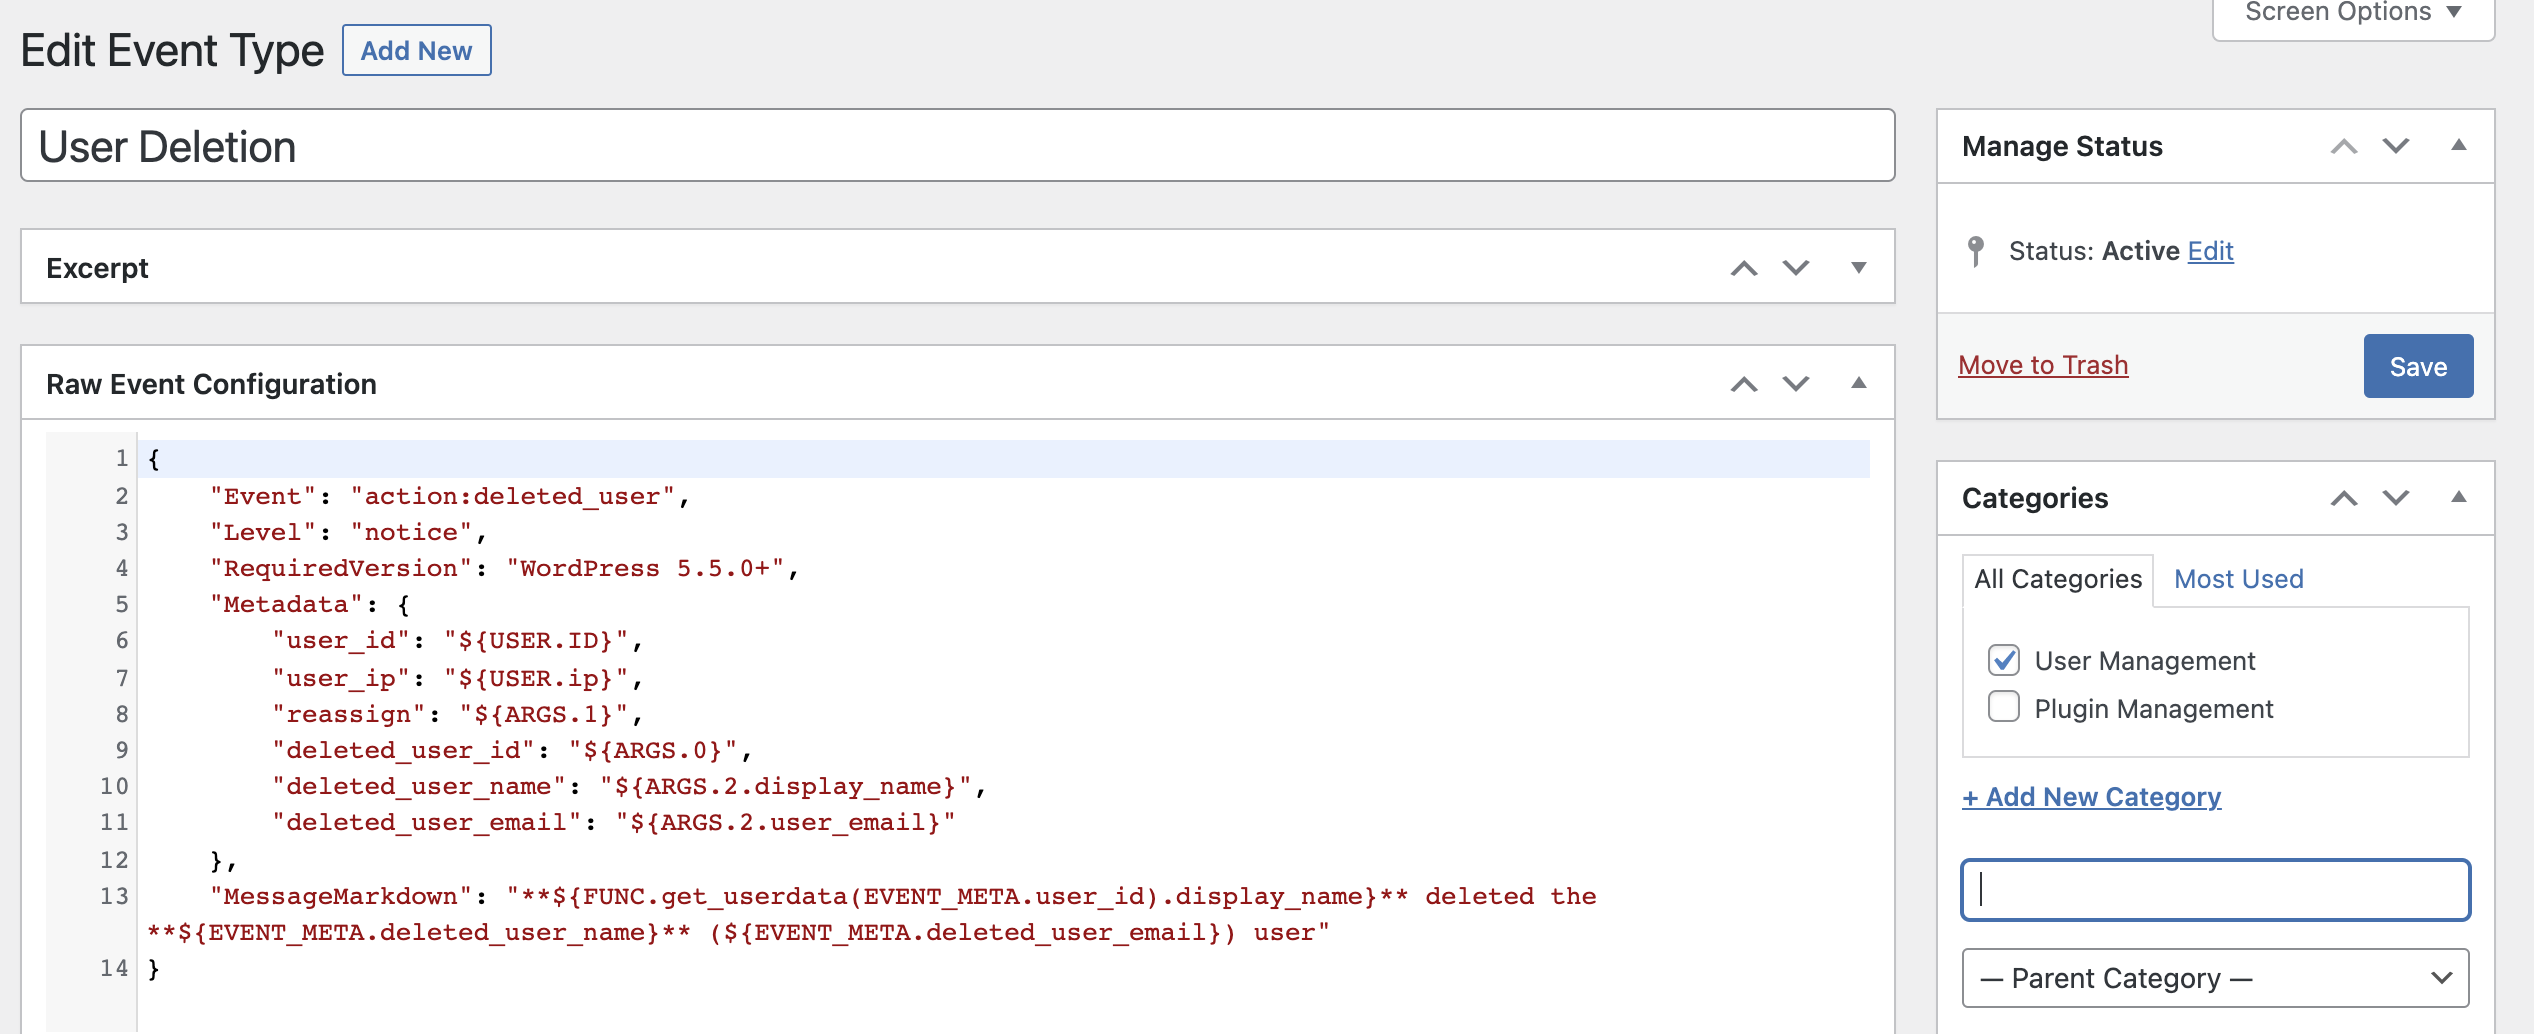 Screen Options
Edit Event Type
Add New
User Deletion
Excerpt
Raw Event Configuration
1 {
2     "Event": "action:deleted_user",
3     "Level": "notice",
4     "RequiredVersion": "WordPress 5.5.0+",
5     "Metadata": {
6         "user_id": "${USER.ID}",
7         "user_ip": "${USER.ip}",
8         "reassign": "${ARGS.1}",
9         "deleted_user_id": "${ARGS.0}",
10         "deleted_user_name": "${ARGS.2.display_name}",
11         "deleted_user_email": "${ARGS.2.user_email}"
12     },
13     "MessageMarkdown": "**${FUNC.get_userdata(EVENT_META.user_id).display_name}** deleted the
**${EVENT_META.deleted_user_name}** (${EVENT_META.deleted_user_email}) user"
14 }
Manage Status
Status: Active Edit
Move to Trash
Save
Categories
All Categories
Most Used
User Management
Plugin Management
+ Add New Category
— Parent Category —